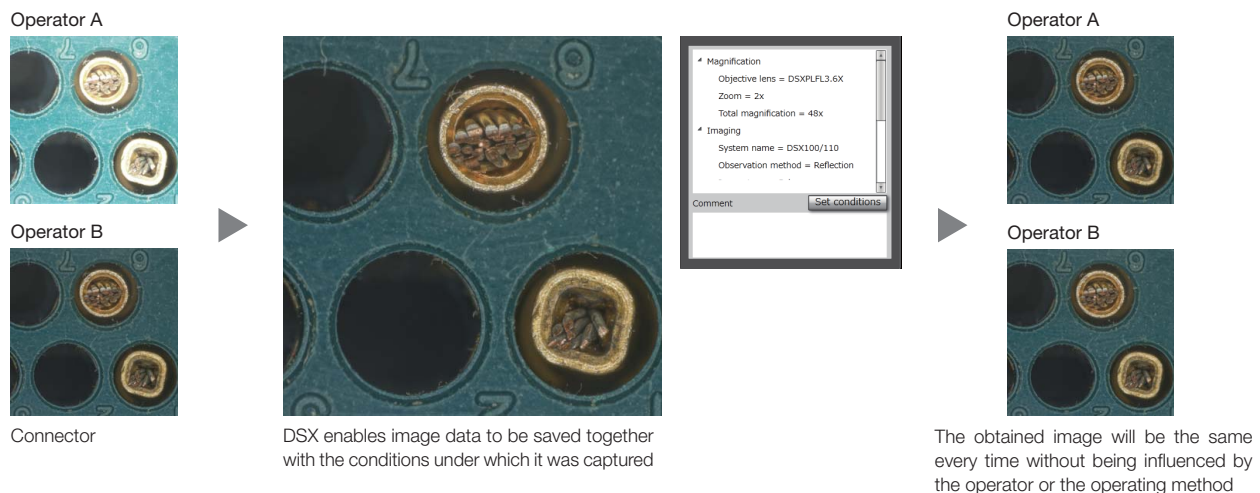 Operator A
Operator B
Connector
DSX enables image data to be saved together
with the conditions under which it was captured
Magnification
Objective lens = DSXPLFL3.6X
Zoom = 2x
Total magnification = 48x
Imaging
System name = DSX100/110
Observation method = Reflection
Comment
Set conditions
Operator A
Operator B
The obtained image will be the same
every time without being influenced by
the operator or the operating method